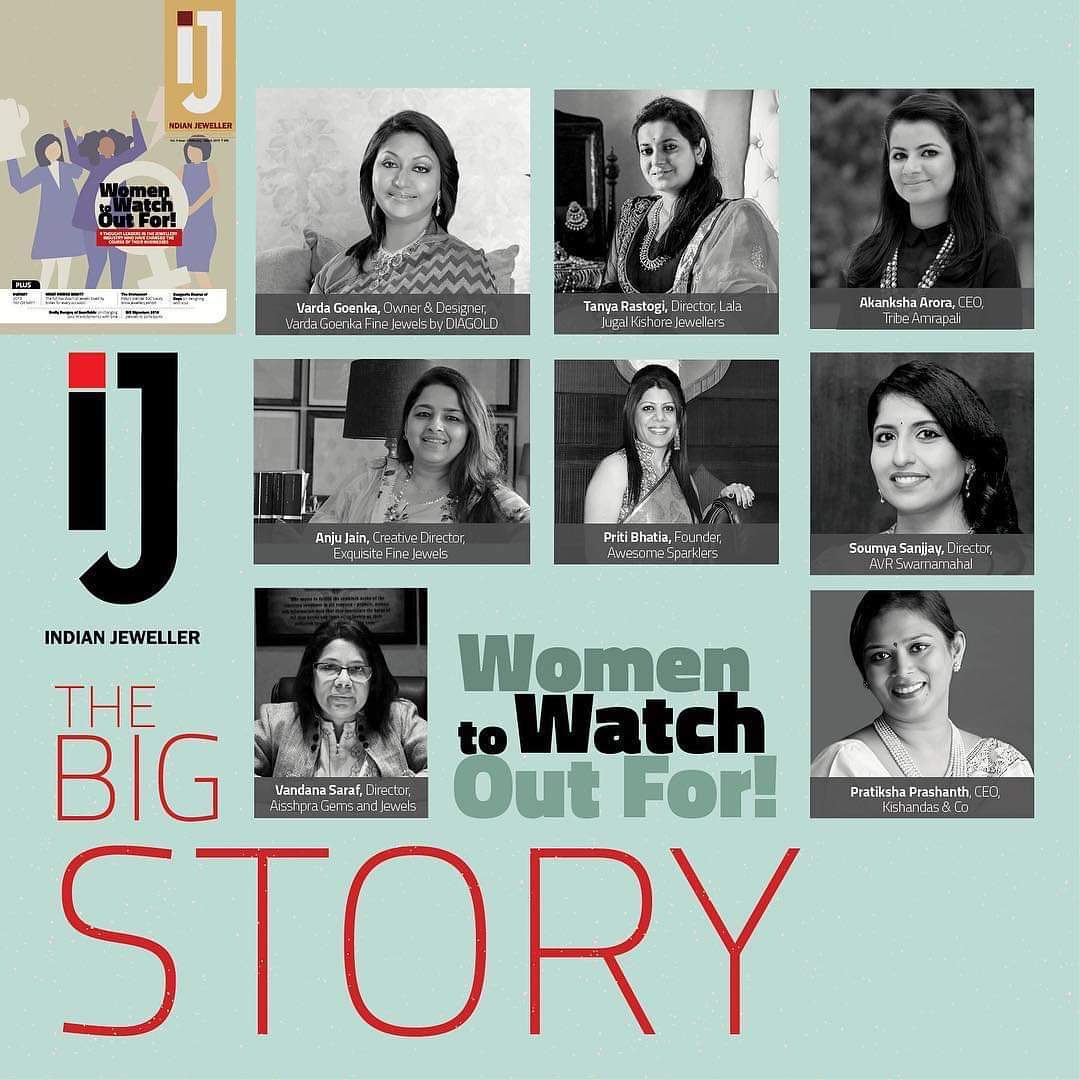 iJ
INDIAN JEWELLER
Women
to Watch
Out For!
PLUS
Varda Goenka, Owner & Designer,
Varda Goenka Fine Jewels by DIAGOLD
Tanya Rastogi, Director, Lala
Jugal Kishore Jewellers
Akanksha Arora, CEO,
Tribe Amrapali
Anju Jain, Creative Director,
Exquisite Fine Jewels
Priti Bhatia, Founder,
Awesome Sparklers
Soumya Sanjjay, Director,
AVR Swarnamahal
iJ
INDIAN JEWELLER
Vandana Saraf, Director,
Aisshpra Gems and Jewels
Women
to Watch
Out For!
Pratiksha Prashanth, CEO,
Kishandas & Co
THE
BIG
STORY